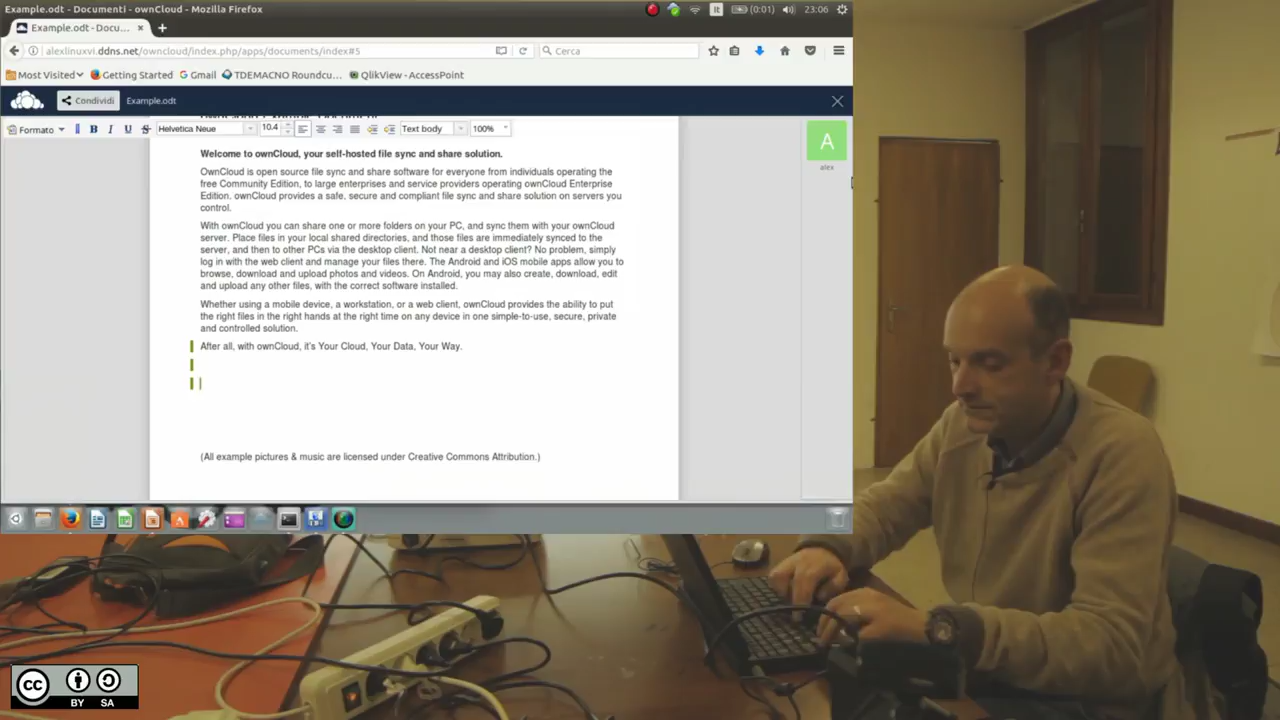 Example.odt - Documenti - ownCloud - Mozilla Firefox
It
(0:01)
23:06
Example.odt - Docu...
alexlinuxvi.ddns.net/owncloud/index.php/apps/documents/index#5
Cerca
Most Visited
Getting Started
Gmail
TDEMACNO Roundcu...
QlikView - AccessPoint
Condividi
Example.odt
Formato
B
I
U
S
Helvetica Neue
10.4
Text body
100%
A
alex
Welcome to ownCloud, your self-hosted file sync and share solution.
OwnCloud is open source file sync and share software for everyone from individuals operating the
free Community Edition, to large enterprises and service providers operating ownCloud Enterprise
Edition. ownCloud provides a safe, secure and compliant file sync and share solution on servers you
control.
With ownCloud you can share one or more folders on your PC, and sync them with your ownCloud
server. Place files in your local shared directories, and those files are immediately synced to the
server, and then to other PCs via the desktop client. Not near a desktop client? No problem, simply
log in with the web client and manage your files there. The Android and iOS mobile apps allow you to
browse, download and upload photos and videos. On Android, you may also create, download, edit
and upload any other files, with the correct software installed.
Whether using a mobile device, a workstation, or a web client, ownCloud provides the ability to put
the right files in the right hands at the right time on any device in one simple-to-use, secure, private
and controlled solution.
After all, with ownCloud, it's Your Cloud, Your Data, Your Way.
(All example pictures & music are licensed under Creative Commons Attribution.)
cc
BY SA